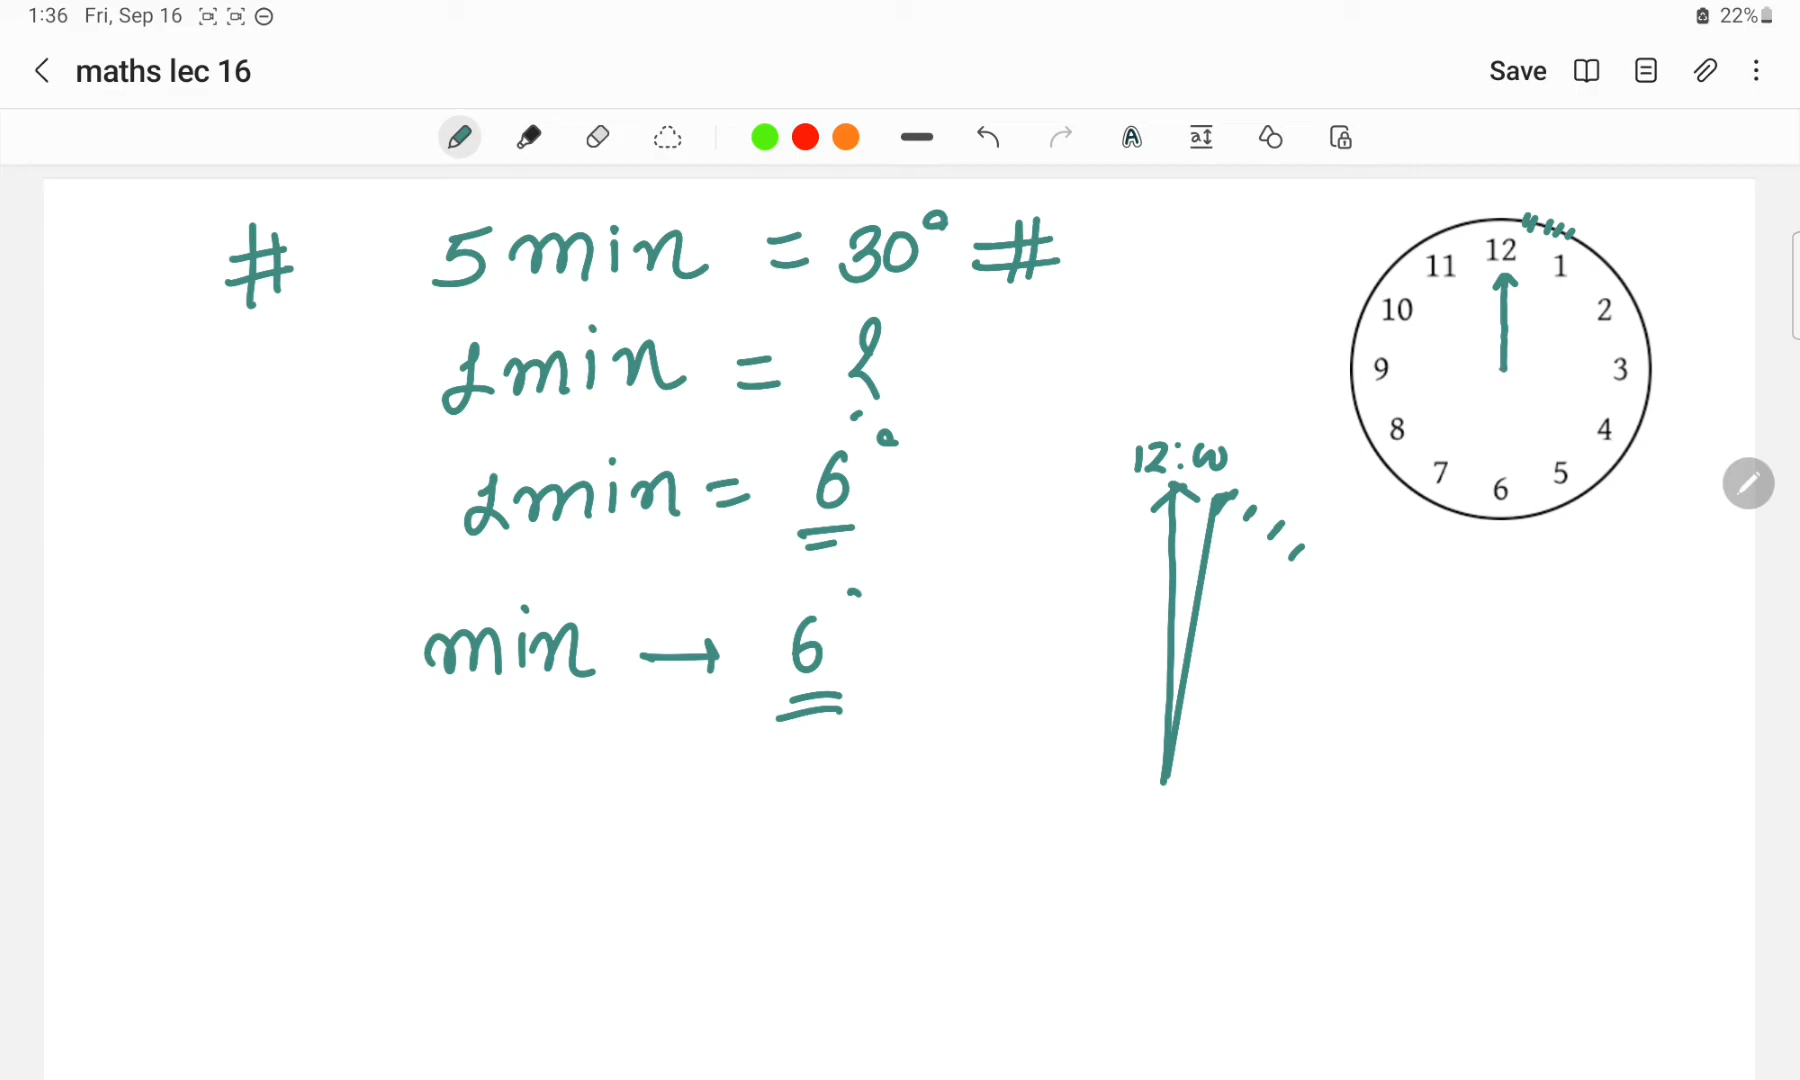 1:36 Fri, Sep 16
22%
maths lec 16
Save
# 5 min = 30° #
1 min = {
1 min = 6°
min → 6°
12:00
12
1
2
3
4
5
6
7
8
9
10
11